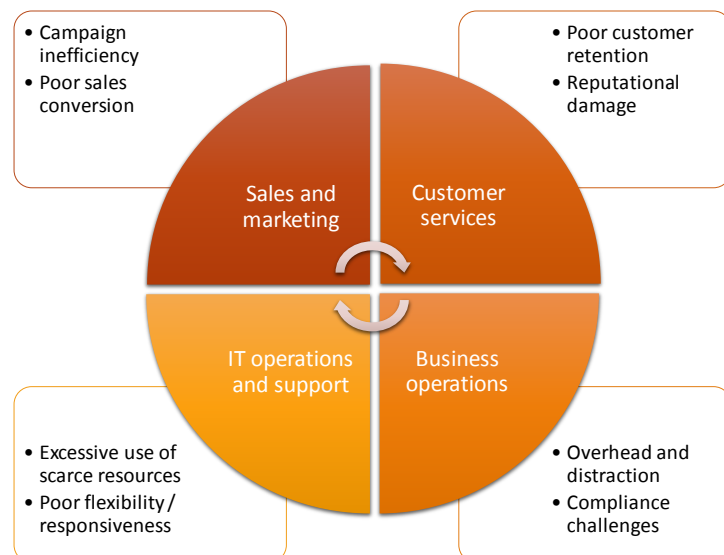 • Campaign
inefficiency
• Poor sales
conversion
• Poor customer
retention
• Reputational
damage
Sales and
marketing
Customer
services
IT operations
and support
Business
operations
• Excessive use of
scarce resources
• Poor flexibility/
responsiveness
• Overhead and
distraction
• Compliance
challenges